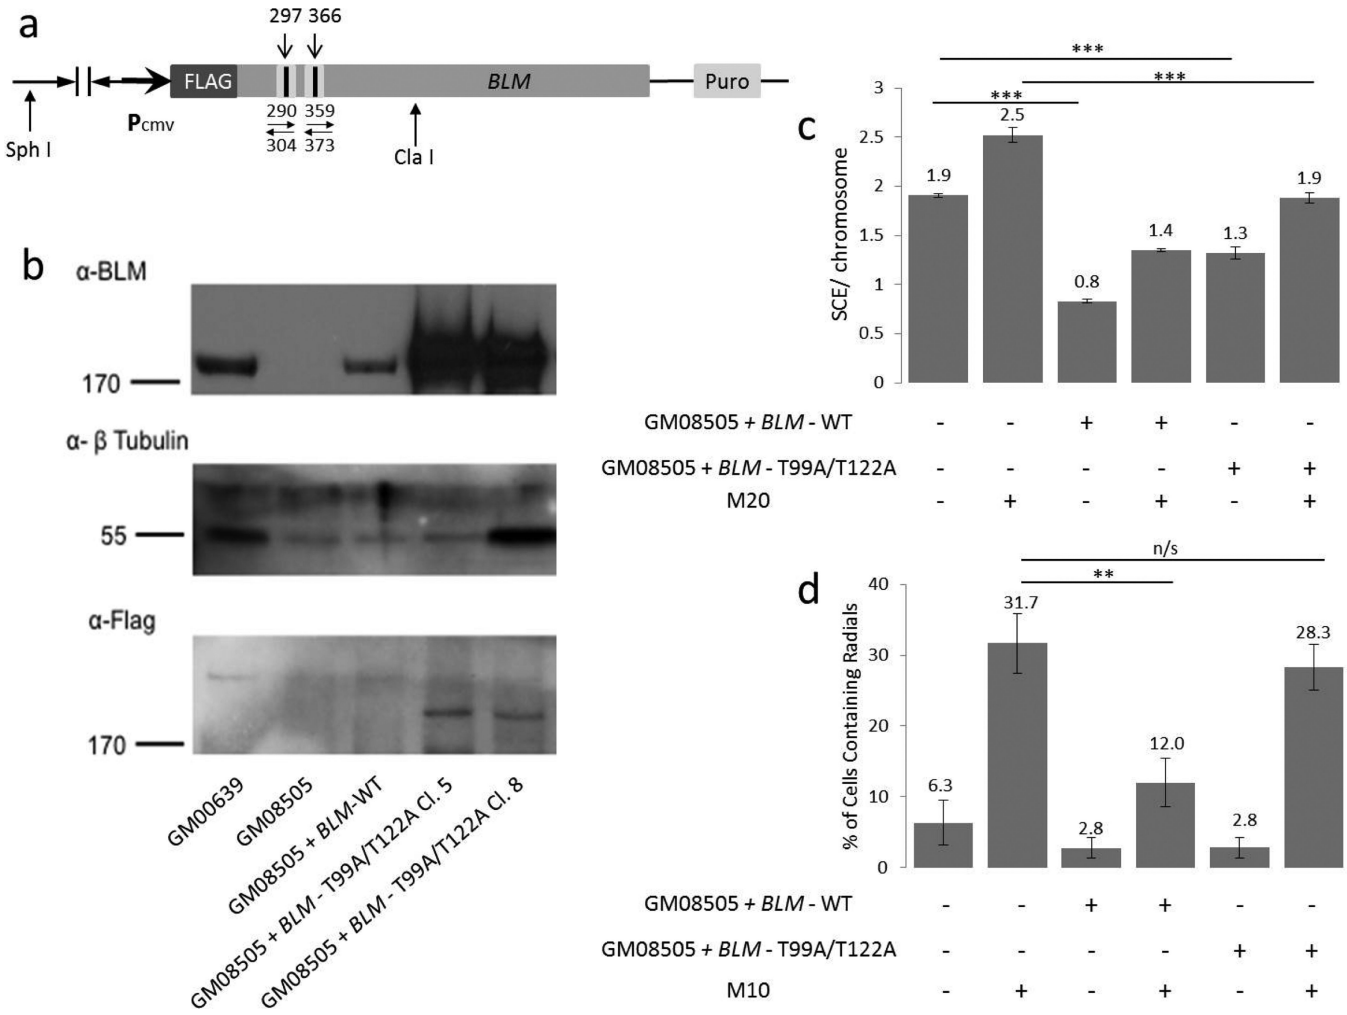 a
297 366
FLAG
BLM
Puro
290 359
304 373
Pcmv
Sph I
Cla I
b
α-BLM
170
α- β Tubulin
55
α-Flag
170
GM00639
GM08505
GM08505 + BLM-WT
GM08505 + BLM - T99A/T122A Cl. 5
GM08505 + BLM - T99A/T122A Cl. 8
c
***
***
***
SCE/ chromosome
3
2.5
2
1.5
1
0.5
0
1.9
2.5
0.8
1.4
1.3
1.9
GM08505 + BLM - WT - - + + - -
GM08505 + BLM - T99A/T122A - - - - + +
M20 - + - + - +
d
n/s
**
% of Cells Containing Radials
40
30
20
10
0
6.3
31.7
2.8
12.0
2.8
28.3
GM08505 + BLM - WT - - + + - -
GM08505 + BLM - T99A/T122A - - - - + +
M10 - + - + - +